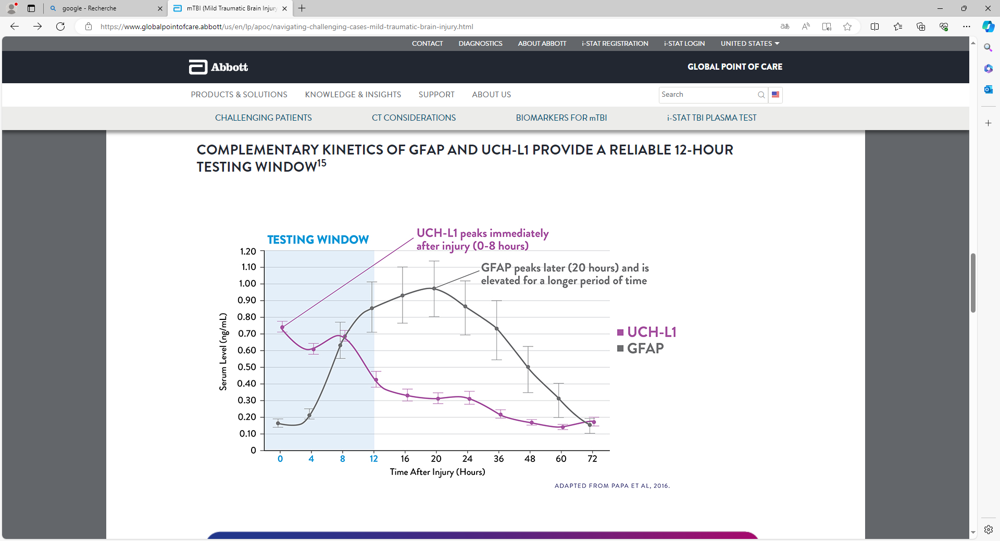 google - Recherche
mTBI (Mild Traumatic Brain Injury
https://www.globalpointofcare.abbott/us/en/lp/apoc/navigating-challenging-cases-mild-traumatic-brain-injury.html
CONTACT DIAGNOSTICS ABOUT ABBOTT i-STAT REGISTRATION i-STAT LOGIN UNITED STATES
Abbott
GLOBAL POINT OF CARE
PRODUCTS & SOLUTIONS KNOWLEDGE & INSIGHTS SUPPORT ABOUT US
Search
CHALLENGING PATIENTS CT CONSIDERATIONS BIOMARKERS FOR mTBI i-STAT TBI PLASMA TEST
COMPLEMENTARY KINETICS OF GFAP AND UCH-L1 PROVIDE A RELIABLE 12-HOUR
TESTING WINDOW15
TESTING WINDOW
UCH-L1 peaks immediately
after injury (0-8 hours)
GFAP peaks later (20 hours) and is
elevated for a longer period of time
Serum Level (ng/mL)
1.20
1.10
1.00
0.90
0.80
0.70
0.60
0.50
0.40
0.30
0.20
0.10
0
UCH-L1
GFAP
0 4 8 12 16 20 24 36 48 60 72
Time After Injury (Hours)
ADAPTED FROM PAPA ET AL, 2016.